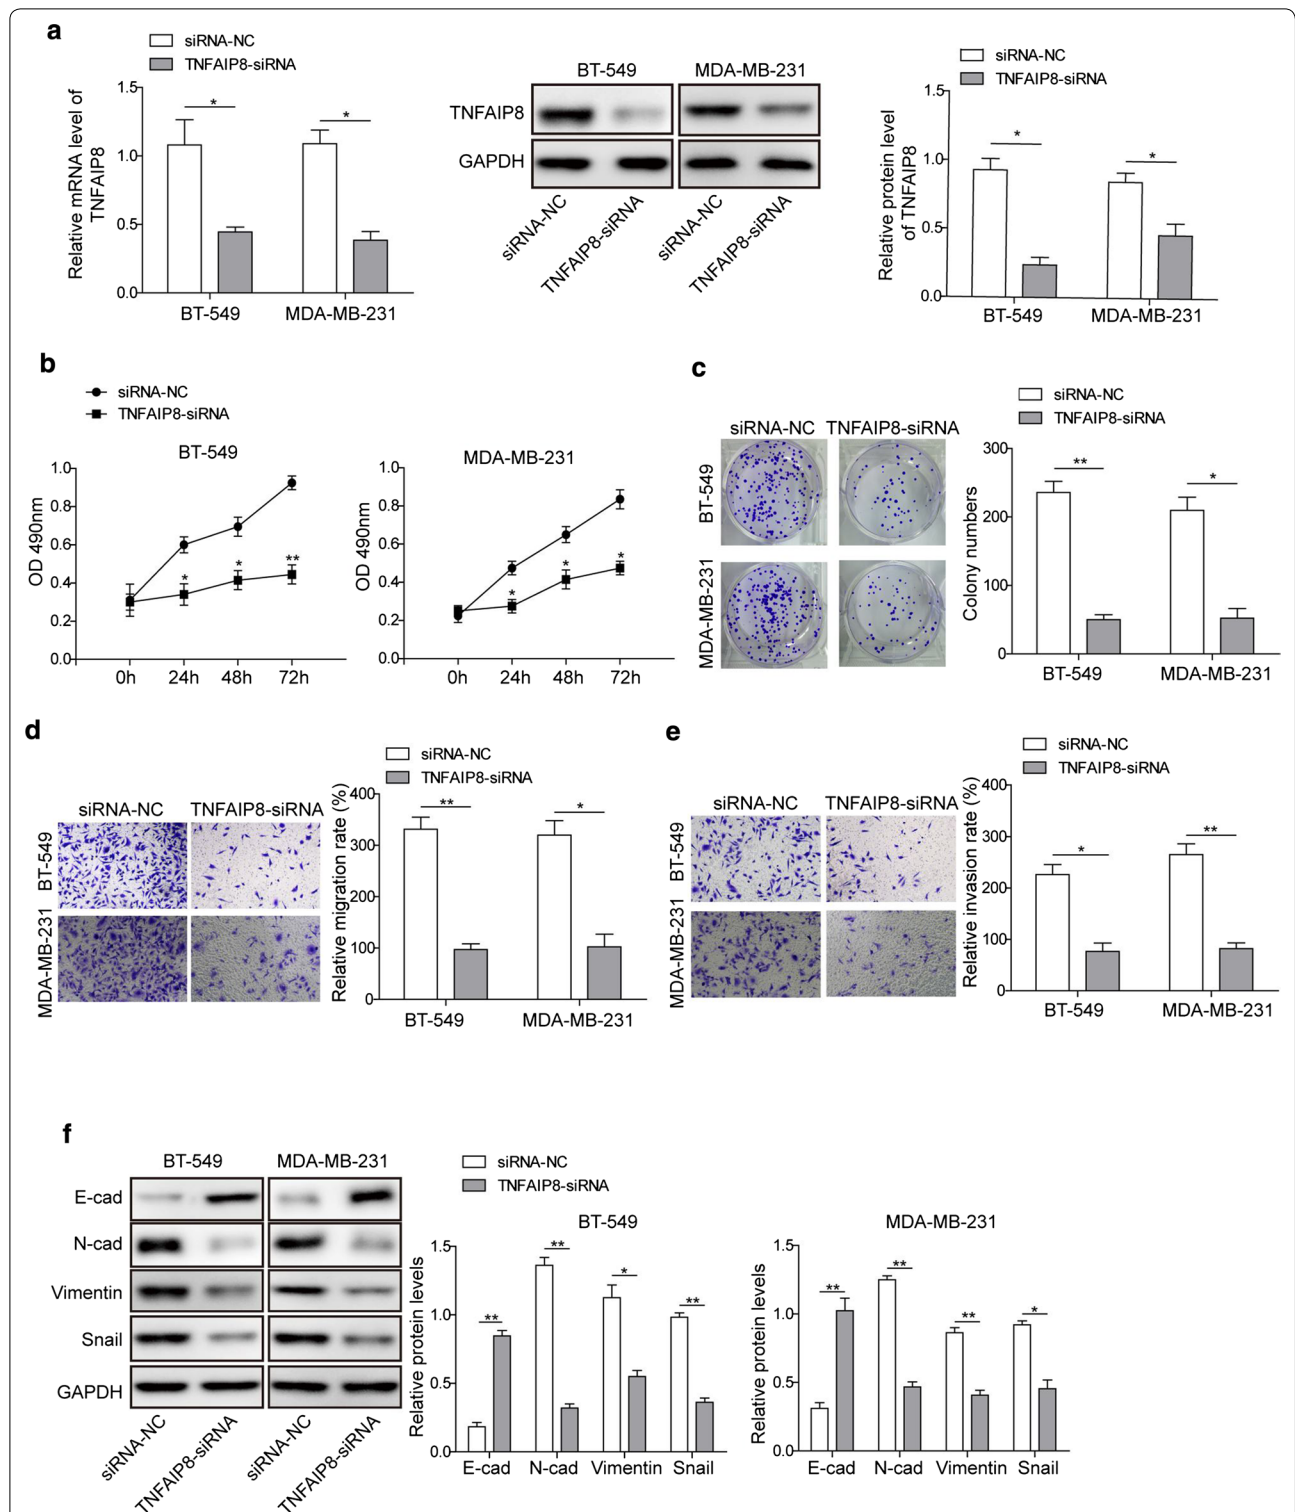 a
siRNA-NC
TNFAIP8-siRNA
Relative mRNA level of
TNFAIP8
1.5
1.0
0.5
0.0
*
*
BT-549
MDA-MB-231
BT-549
MDA-MB-231
TNFAIP8
GAPDH
siRNA-NC
TNFAIP8-siRNA
siRNA-NC
TNFAIP8-siRNA
siRNA-NC
TNFAIP8-siRNA
Relative protein level
of TNFAIP8
1.5
1.0
0.5
0.0
*
*
BT-549
MDA-MB-231
b
siRNA-NC
TNFAIP8-siRNA
BT-549
OD 490nm
1.0
0.8
0.6
0.4
0.2
0.0
*
*
**
0h 24h 48h 72h
MDA-MB-231
OD 490nm
1.0
0.8
0.6
0.4
0.2
0.0
*
*
*
0h 24h 48h 72h
c
siRNA-NC TNFAIP8-siRNA
BT-549
MDA-MB-231
siRNA-NC
TNFAIP8-siRNA
Colony numbers
300
200
100
0
**
*
BT-549
MDA-MB-231
d
siRNA-NC TNFAIP8-siRNA
BT-549
MDA-MB-231
siRNA-NC
TNFAIP8-siRNA
Relative migration rate (%)
400
300
200
100
0
**
*
BT-549
MDA-MB-231
e
siRNA-NC TNFAIP8-siRNA
BT-549
MDA-MB-231
siRNA-NC
TNFAIP8-siRNA
Relative invasion rate (%)
400
300
200
100
0
*
**
BT-549
MDA-MB-231
f
BT-549
MDA-MB-231
E-cad
N-cad
Vimentin
Snail
GAPDH
siRNA-NC
TNFAIP8-siRNA
siRNA-NC
TNFAIP8-siRNA
siRNA-NC
TNFAIP8-siRNA
BT-549
Relative protein levels
1.5
1.0
0.5
0.0
**
**
*
**
E-cad N-cad Vimentin Snail
MDA-MB-231
Relative protein levels
1.5
1.0
0.5
0.0
**
**
**
*
E-cad N-cad Vimentin Snail